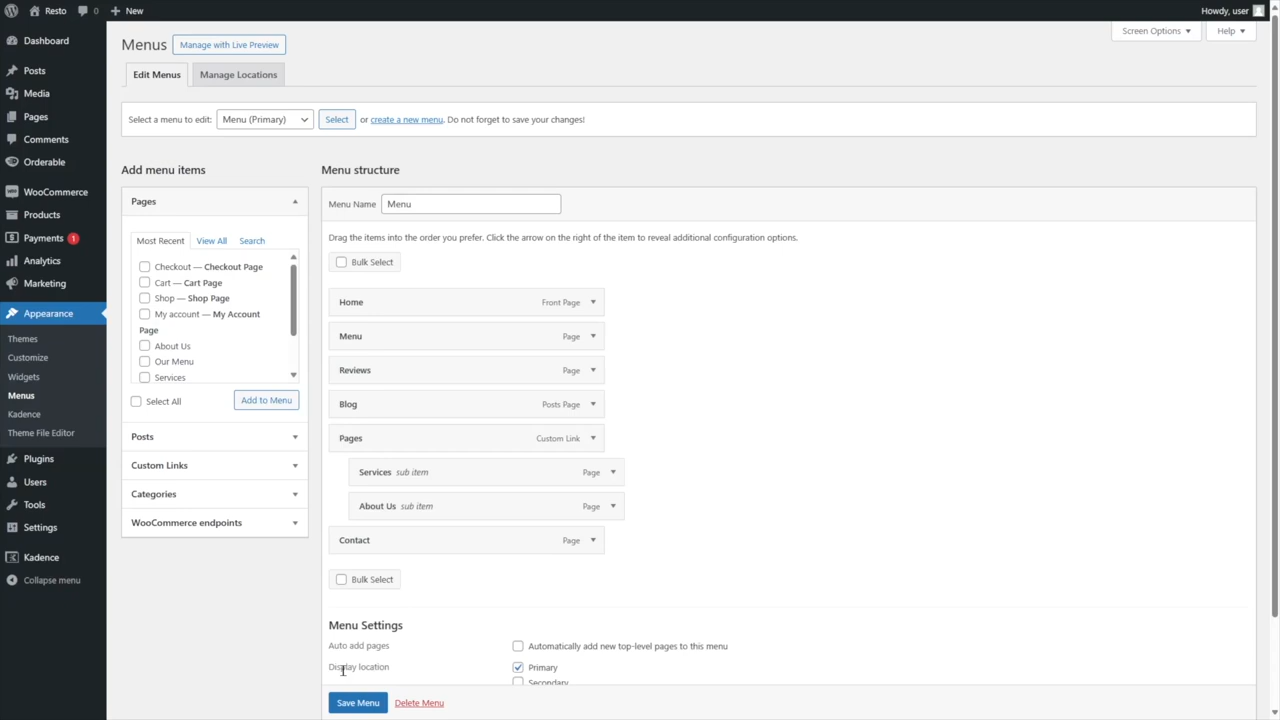 Resto 0 New Howdy, user
Dashboard
Posts
Media
Pages
Comments
Orderable
WooCommerce
Products
Payments 1
Analytics
Marketing
Appearance
Themes
Customize
Widgets
Menus
Kadence
Theme File Editor
Plugins
Users
Tools
Settings
Kadence
Collapse menu
Screen Options Help
Menus Manage with Live Preview
Edit Menus Manage Locations
Select a menu to edit: Menu (Primary) Select or create a new menu. Do not forget to save your changes!
Add menu items
Pages
Most Recent View All Search
Checkout — Checkout Page
Cart — Cart Page
Shop — Shop Page
My account — My Account
Page
About Us
Our Menu
Services
Select All Add to Menu
Posts
Custom Links
Categories
WooCommerce endpoints
Menu structure
Menu Name Menu
Drag the items into the order you prefer. Click the arrow on the right of the item to reveal additional configuration options.
Bulk Select
Home Front Page
Menu Page
Reviews Page
Blog Posts Page
Pages Custom Link
Services sub item Page
About Us sub item Page
Contact Page
Bulk Select
Menu Settings
Auto add pages Automatically add new top-level pages to this menu
Display location Primary
Secondary
Save Menu Delete Menu